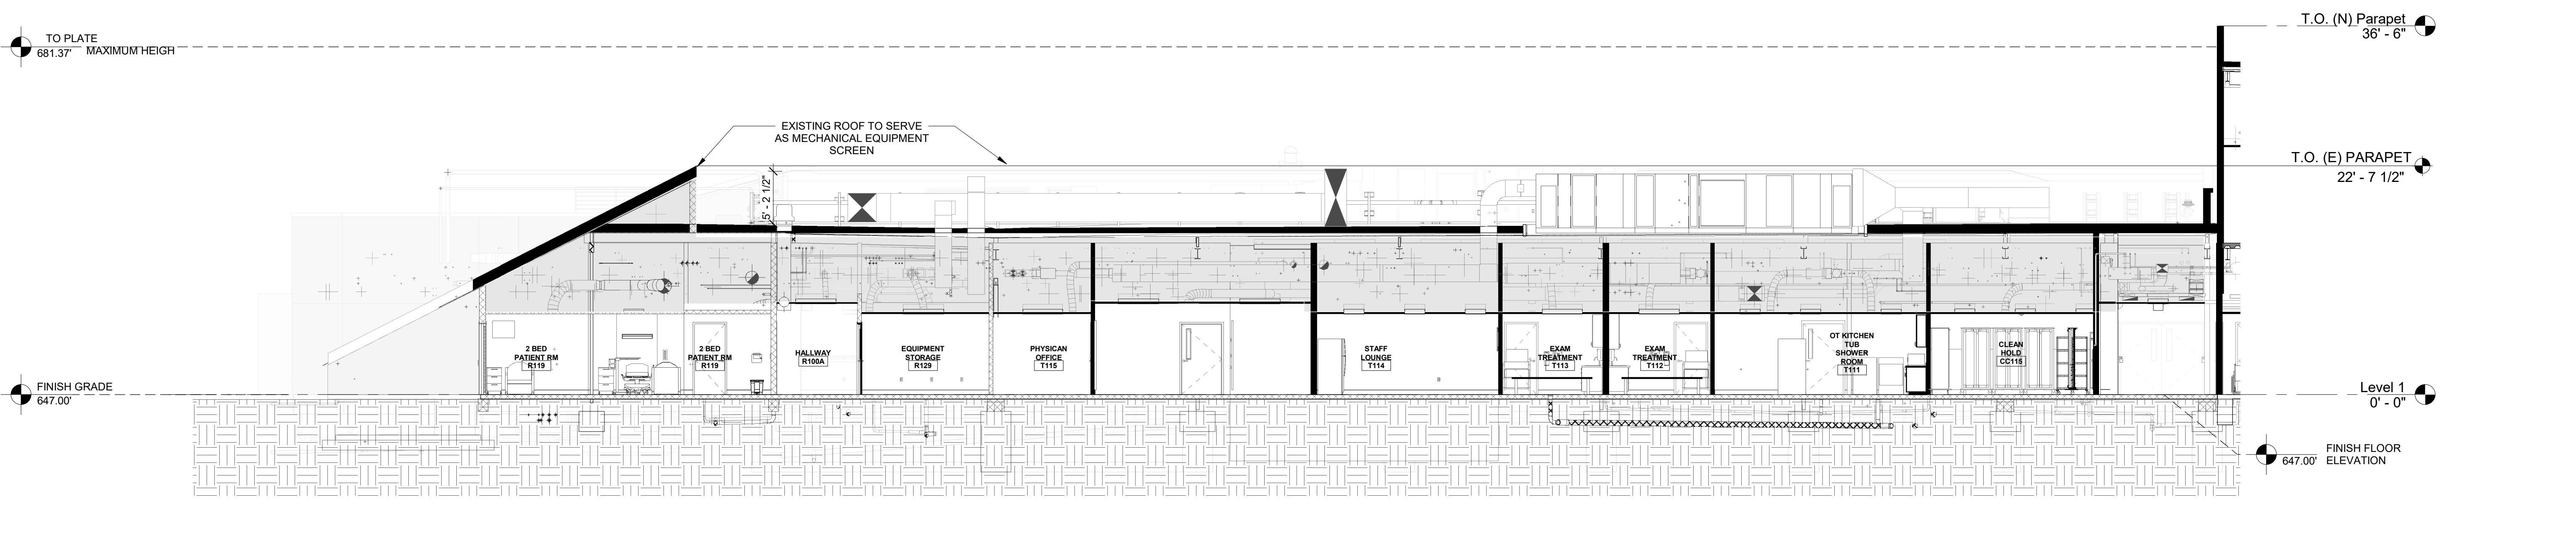 T.O. (N) Parapet
36' - 6"
TO PLATE
681.37' MAXIMUM HEIGH
EXISTING ROOF TO SERVE
AS MECHANICAL EQUIPMENT
SCREEN
T.O. (E) PARAPET
22' - 7 1/2"
5' - 2 1/2"
2 BED
PATIENT RM
R119
2 BED
PATIENT RM
R119
HALLWAY
R100A
EQUIPMENT
STORAGE
R129
PHYSICAN
OFFICE
T115
STAFF
LOUNGE
T114
EXAM
TREATMENT
T113
EXAM
TREATMENT
T112
OT KITCHEN
TUB
SHOWER
ROOM
T111
CLEAN
HOLD
CC115
FINISH GRADE
647.00'
Level 1
0' - 0"
FINISH FLOOR
647.00' ELEVATION